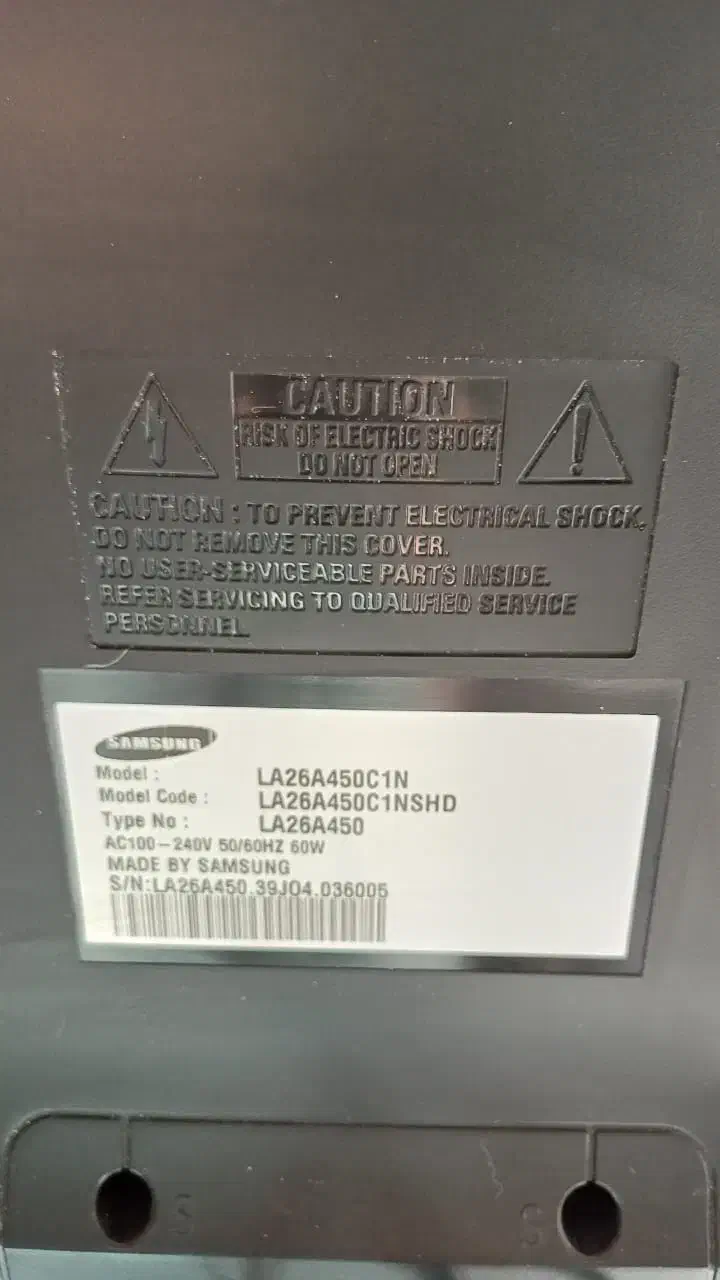 CAUTION
RISK OF ELECTRIC SHOCK
DO NOT OPEN
CAUTION : TO PREVENT ELECTRICAL SHOCK,
DO NOT REMOVE THIS COVER.
NO USER-SERVICEABLE PARTS INSIDE.
REFER SERVICING TO QUALIFIED SERVICE
PERSONNEL.
SAMSUNG
Model : LA26A450C1N
Model Code : LA26A450C1NSHD
Type No : LA26A450
AC100-240V 50/60HZ 60W
MADE BY SAMSUNG
S/N:LA26A450.39J04.036005
S S